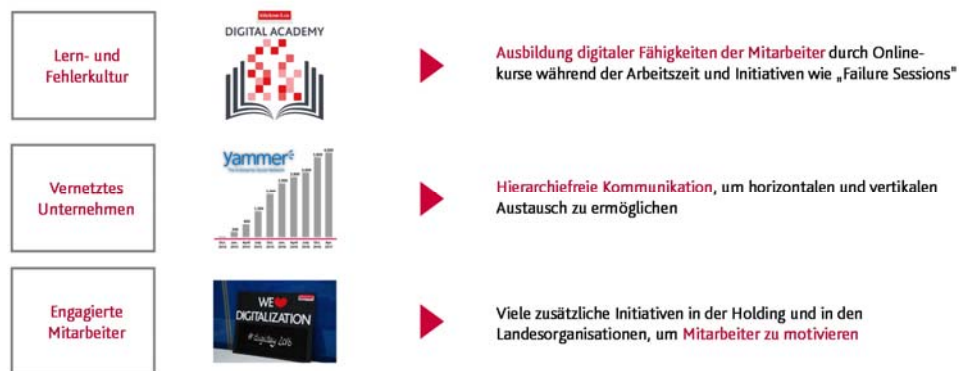 Lern- und
Fehlerkultur
DIGITAL ACADEMY
Ausbildung digitaler Fähigkeiten der Mitarbeiter durch Online-
kurse während der Arbeitszeit und Initiativen wie „Failure Sessions"
Vernetztes
Unternehmen
yammer
Hierarchiefreie Kommunikation, um horizontalen und vertikalen
Austausch zu ermöglichen
Engagierte
Mitarbeiter
WE
DIGITALIZATION
Viele zusätzliche Initiativen in der Holding und in den
Landesorganisationen, um Mitarbeiter zu motivieren